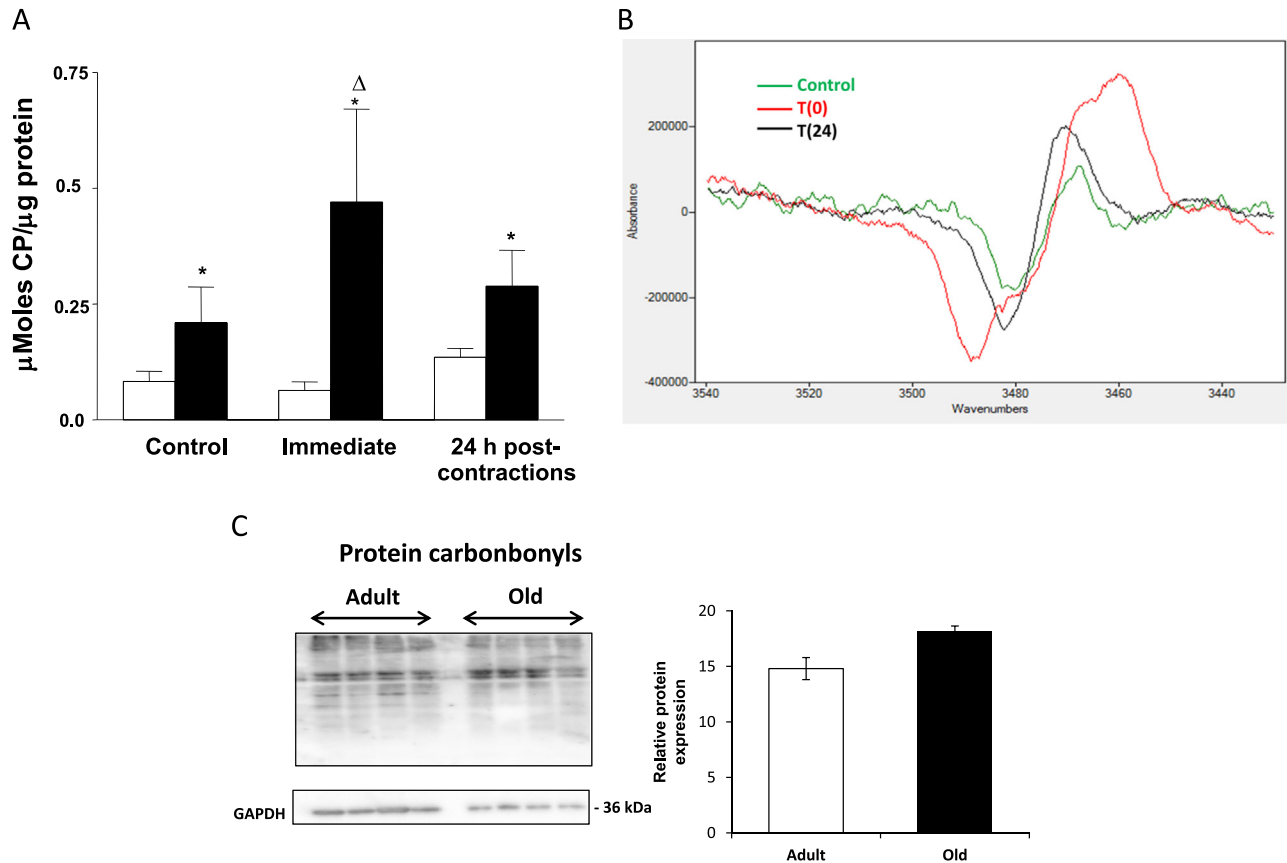 A
μMoles CP/μg protein
0.75
0.5
0.25
0.0
*
Δ
*
*
Control
Immediate
24 h post-
contractions
B
Control
T(0)
T(24)
Absorbance
200000
0
-200000
-400000
3540
3520
3500
3480
3460
3440
Wavenumbers
C
Protein carbonbonyls
Adult
Old
GAPDH
- 36 kDa
Relative protein
expression
20
15
10
5
0
Adult
Old